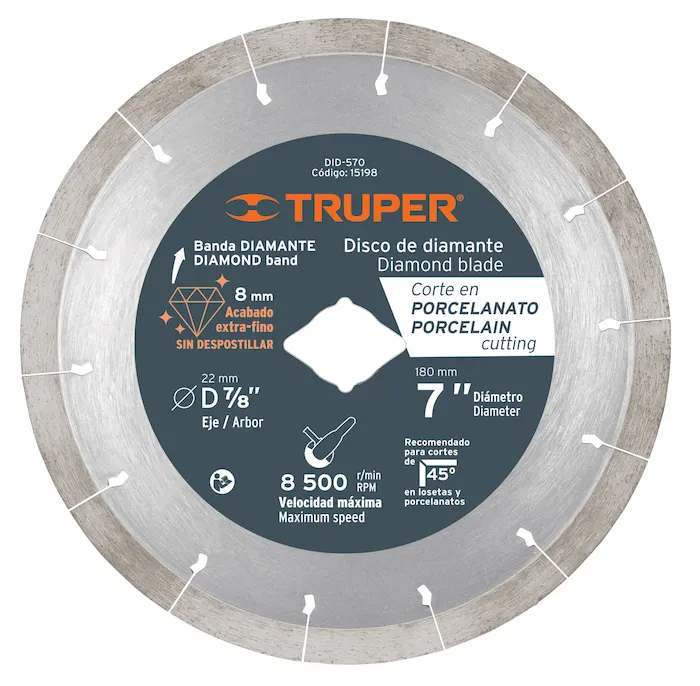 DID-570
Código: 15198
TRUPER®
Banda DIAMANTE
DIAMOND band
8 mm
Acabado
extra-fino
SIN DESPOSTILLAR
Disco de diamante
Diamond blade
Corte en
PORCELANATO
PORCELAIN
cutting
22 mm
D 7/8"
Eje / Arbor
180 mm
7"
Diámetro
Diameter
8 500 r/min
RPM
Velocidad máxima
Maximum speed
Recomendado
para cortes
de
45°
en losetas y
porcelanatos